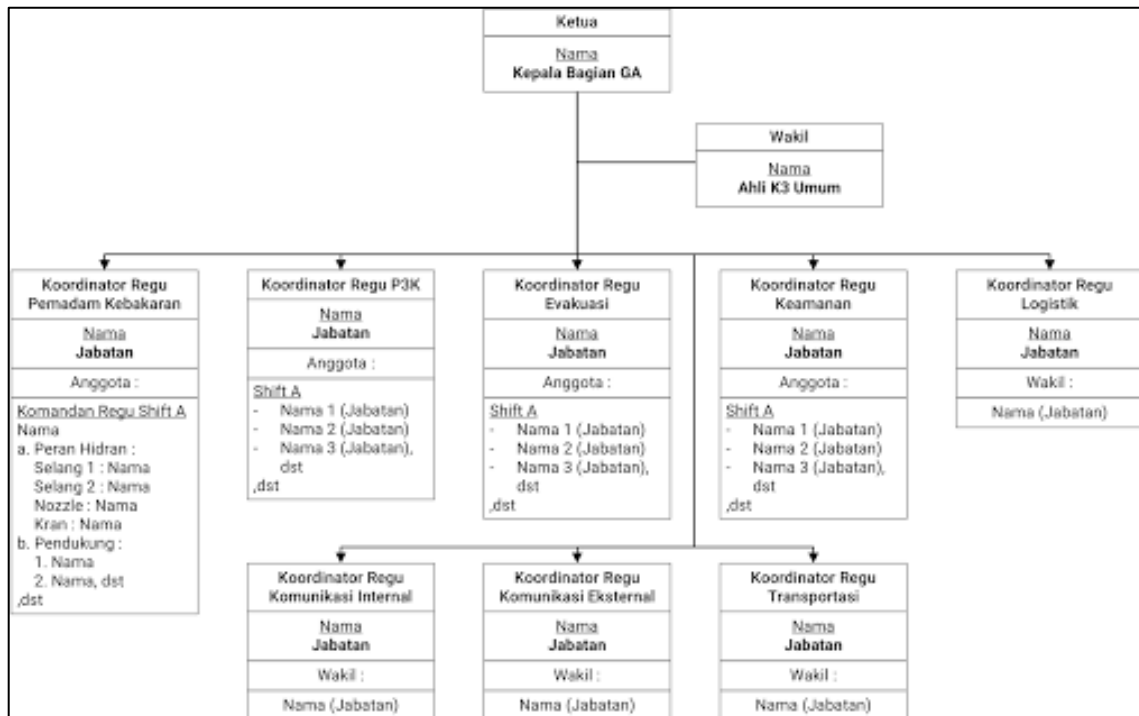 Ketua
Nama
Kepala Bagian GA
Wakil
Nama
Ahli K3 Umum
Koordinator Regu
Pemadam Kebakaran
Nama
Jabatan
Anggota :
Komandan Regu Shift A
Nama
a. Peran Hidran :
Selang 1 : Nama
Selang 2 : Nama
Nozzle : Nama
Kran : Nama
b. Pendukung :
1. Nama
2. Nama, dst
,dst
Koordinator Regu P3K
Nama
Jabatan
Anggota :
Shift A
- Nama 1 (Jabatan)
- Nama 2 (Jabatan)
- Nama 3 (Jabatan),
dst
,dst
Koordinator Regu
Evakuasi
Nama
Jabatan
Anggota :
Shift A
- Nama 1 (Jabatan)
- Nama 2 (Jabatan)
- Nama 3 (Jabatan),
dst
,dst
Koordinator Regu
Keamanan
Nama
Jabatan
Anggota :
Shift A
- Nama 1 (Jabatan)
- Nama 2 (Jabatan)
- Nama 3 (Jabatan),
dst
,dst
Koordinator Regu
Logistik
Nama
Jabatan
Wakil :
Nama (Jabatan)
Koordinator Regu
Komunikasi Internal
Nama
Jabatan
Wakil :
Nama (Jabatan)
Koordinator Regu
Komunikasi Eksternal
Nama
Jabatan
Wakil :
Nama (Jabatan)
Koordinator Regu
Transportasi
Nama
Jabatan
Wakil :
Nama (Jabatan)